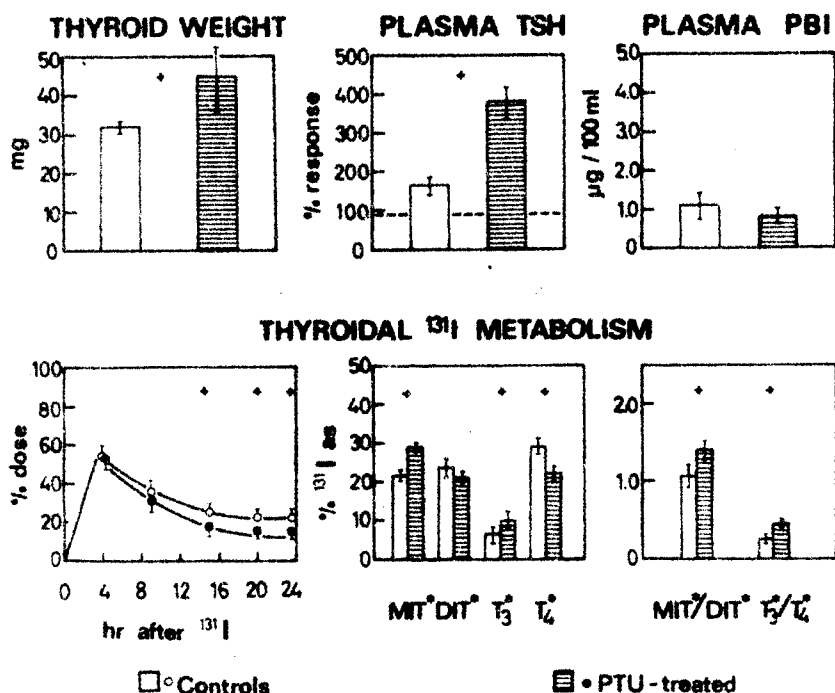 THYROID WEIGHT
PLASMA TSH
PLASMA PBI
mg
50
40
30
20
10
0
+
% response
500
400
300
200
100
0
+
µg / 100 ml
5.0
4.0
3.0
2.0
1.0
0
THYROIDAL ¹³¹I METABOLISM
% dose
100
80
60
40
20
0
+ + +
0 4 8 12 16 20 24
hr after ¹³¹I
% ¹³¹I as
50
40
30
20
10
0
+ + +
MIT* DIT* T₃* T₄*
2.0
1.0
0
+ +
MIT*/DIT* T₃*/T₄*
Controls
PTU-treated